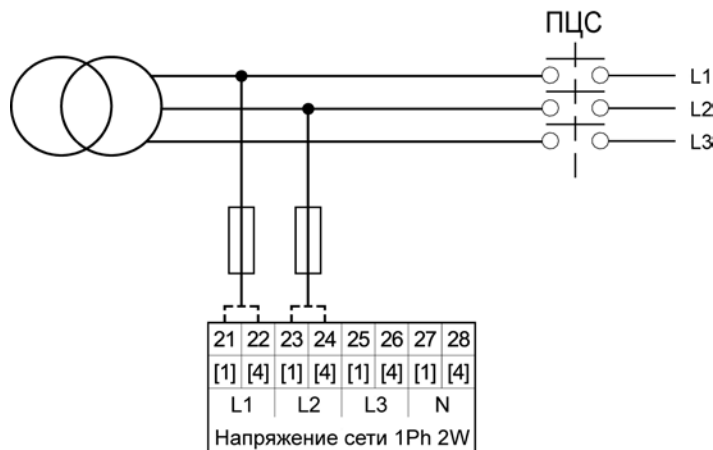 ПЦС
L1
L2
L3
21 22 23 24 25 26 27 28
[1] [4] [1] [4] [1] [4] [1] [4]
L1 L2 L3 N
Напряжение сети 1Ph 2W